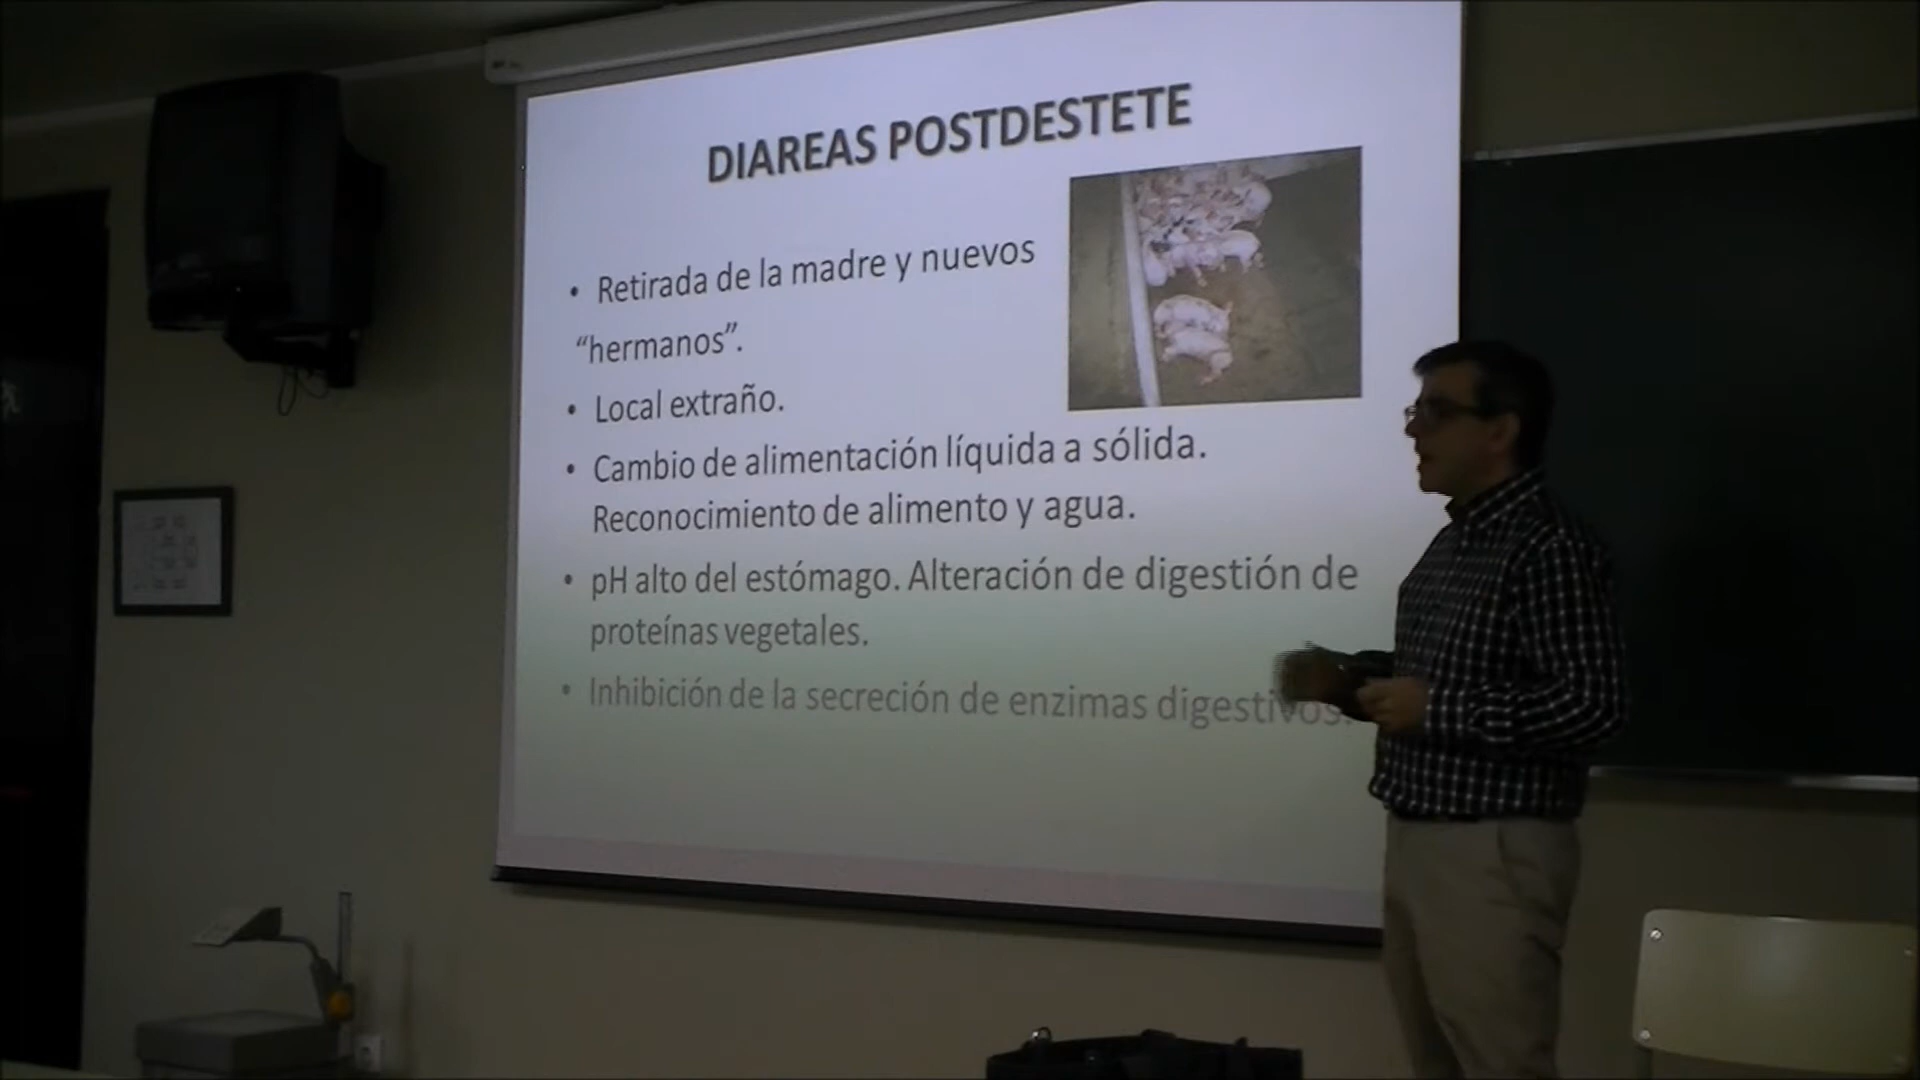 DIAREAS POSTDESTETE
• Retirada de la madre y nuevos
“hermanos”.
• Local extraño.
• Cambio de alimentación líquida a sólida.
Reconocimiento de alimento y agua.
• pH alto del estómago. Alteración de digestión de
proteínas vegetales.
• Inhibición de la secreción de enzimas digestivos.